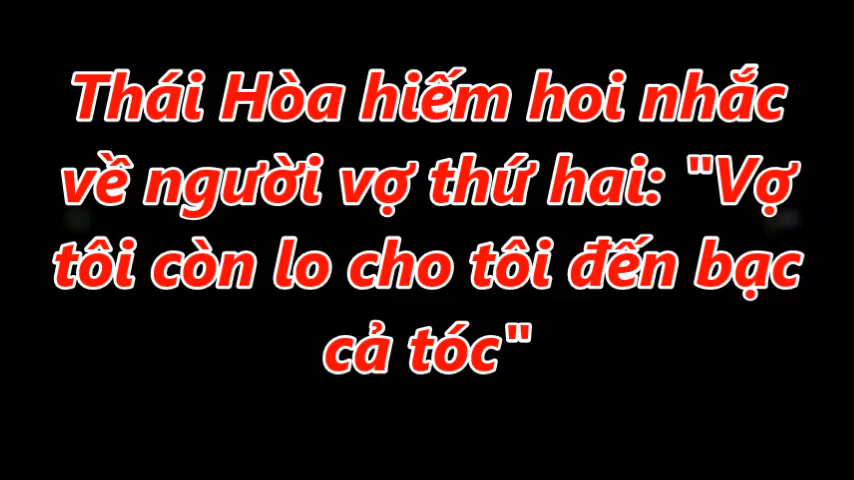 Thái Hòa hiếm hoi nhắc
về người vợ thứ hai: "Vợ
tôi còn lo cho tôi đến bạc
cả tóc"